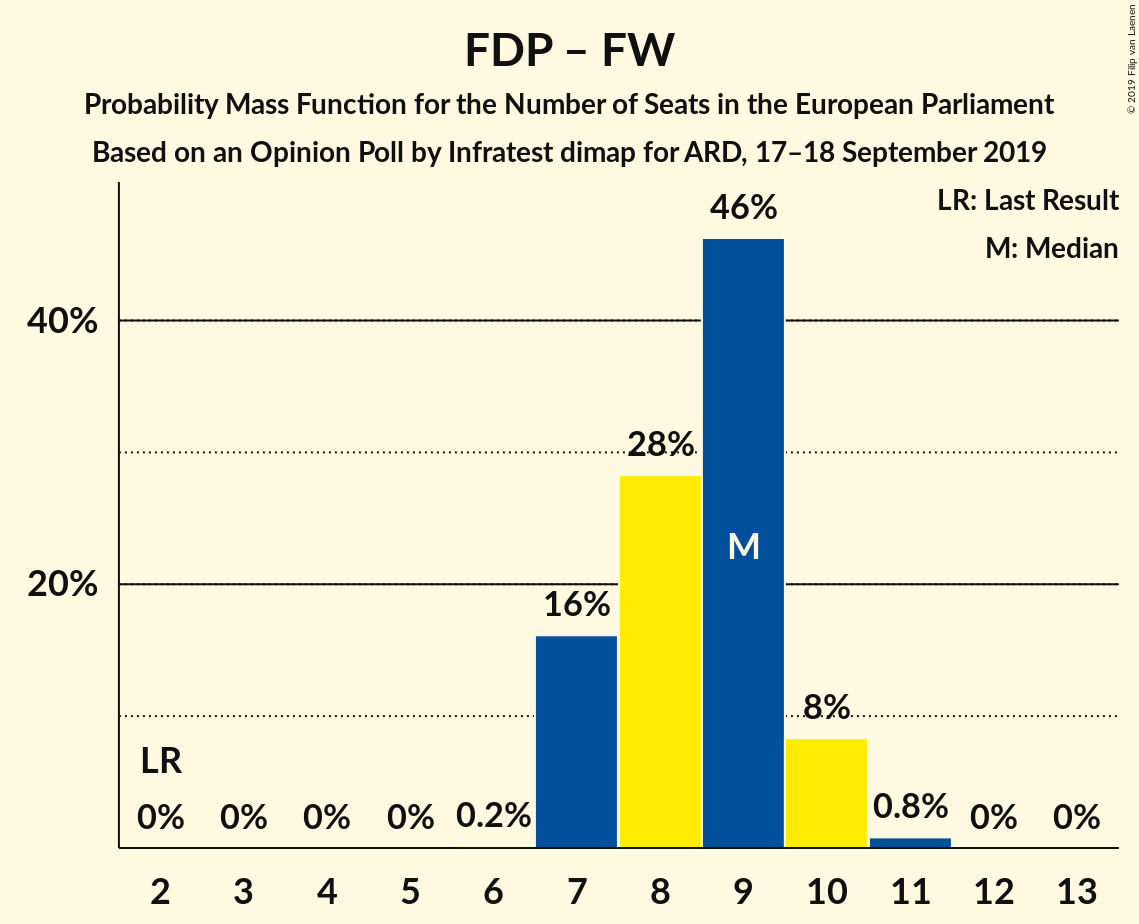 FDP – FW
Probability Mass Function for the Number of Seats in the European Parliament
Based on an Opinion Poll by Infratest dimap for ARD, 17–18 September 2019
© 2019 Filip van Laenen
LR: Last Result
M: Median
40%
20%
LR
0%
0%
0%
0%
0.2%
16%
28%
46%
M
8%
0.8%
0%
0%
2 3 4 5 6 7 8 9 10 11 12 13